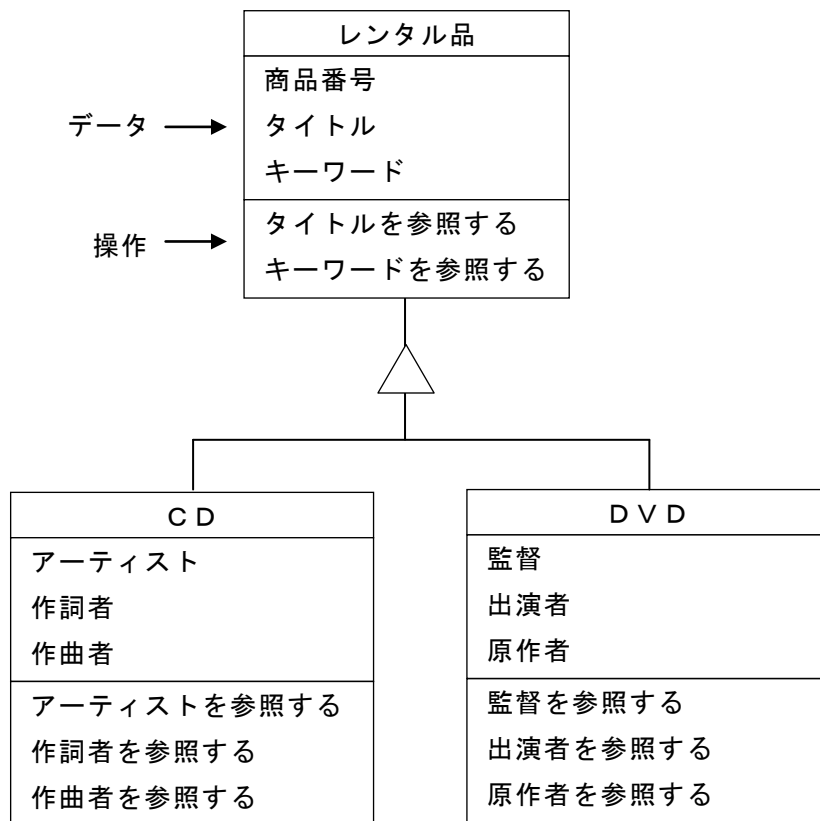 レンタル品
商品番号
データ
タイトル
キーワード
操作
タイトルを参照する
キーワードを参照する
ＣＤ
アーティスト
作詞者
作曲者
アーティストを参照する
作詞者を参照する
作曲者を参照する
ＤＶＤ
監督
出演者
原作者
監督を参照する
出演者を参照する
原作者を参照する